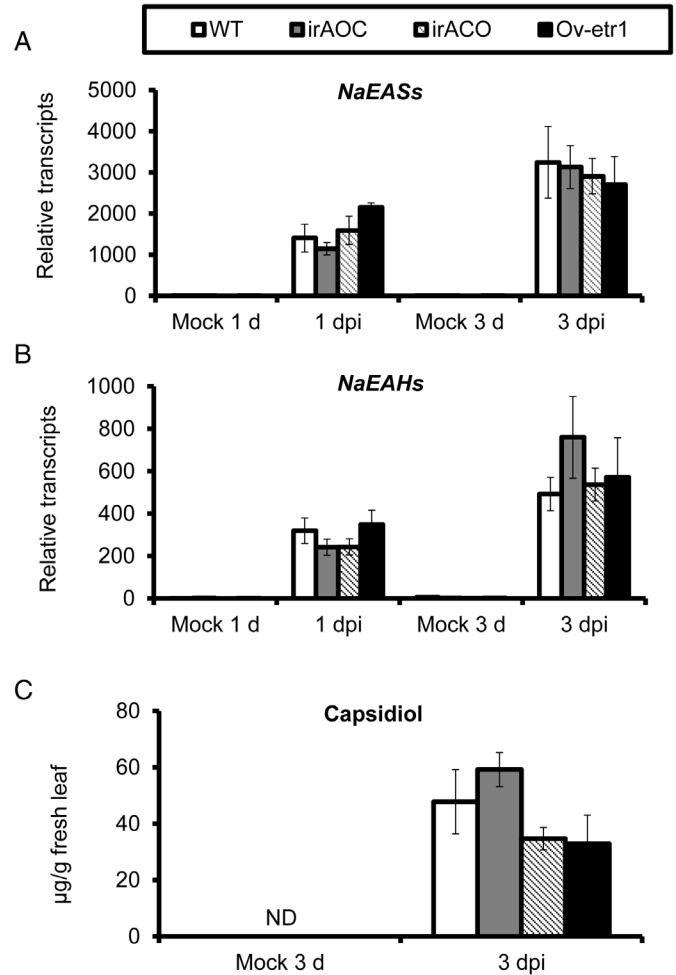 WT irAOC irACO Ov-etr1
A
NaEASs
Relative transcripts
5000
4000
3000
2000
1000
0
Mock 1 d 1 dpi Mock 3 d 3 dpi
B
NaEAHs
Relative transcripts
1000
800
600
400
200
0
Mock 1 d 1 dpi Mock 3 d 3 dpi
C
Capsidiol
µg/g fresh leaf
80
60
40
20
0
ND
Mock 3 d 3 dpi